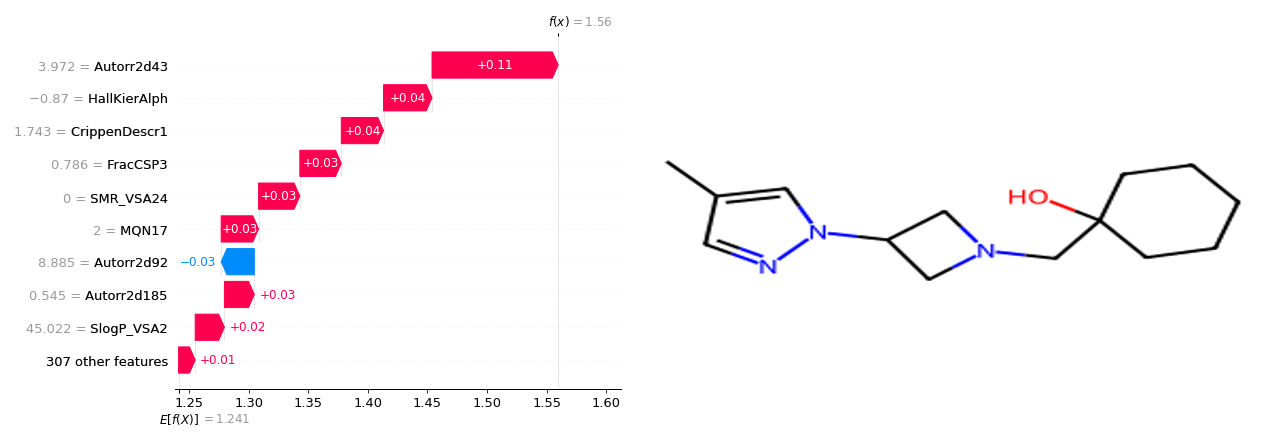 f(x) = 1.56
3.972 = Autorr2d43
+0.11
−0.87 = HallKierAlph
+0.04
1.743 = CrippenDescr1
+0.04
0.786 = FracCSP3
+0.03
0 = SMR_VSA24
+0.03
2 = MQN17
+0.03
8.885 = Autorr2d92
−0.03
0.545 = Autorr2d185
+0.03
45.022 = SlogP_VSA2
+0.02
307 other features
+0.01
1.25 1.30 1.35 1.40 1.45 1.50 1.55 1.60
E[f(X)] = 1.241
HO
N
N
N